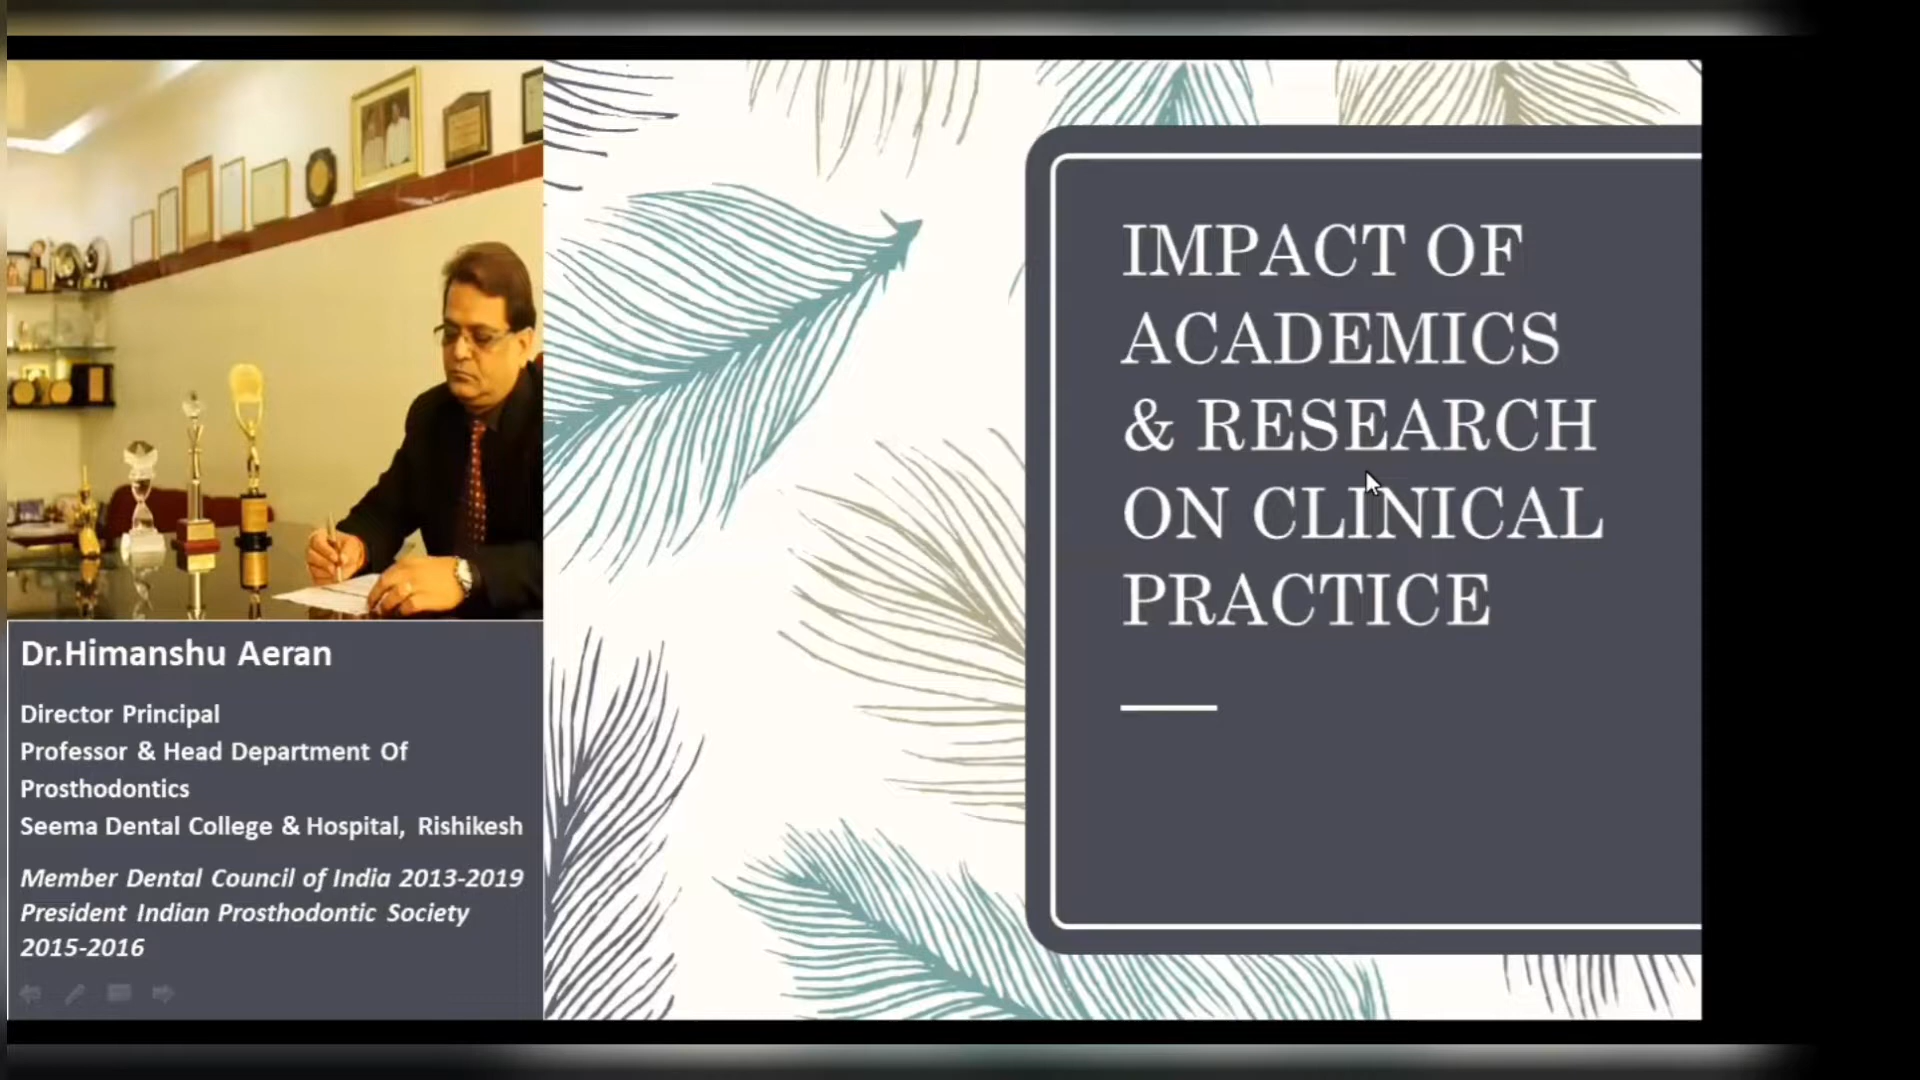 IMPACT OF
ACADEMICS
& RESEARCH
ON CLINICAL
PRACTICE
Dr.Himanshu Aeran
Director Principal
Professor & Head Department Of
Prosthodontics
Seema Dental College & Hospital, Rishikesh
Member Dental Council of India 2013-2019
President Indian Prosthodontic Society
2015-2016